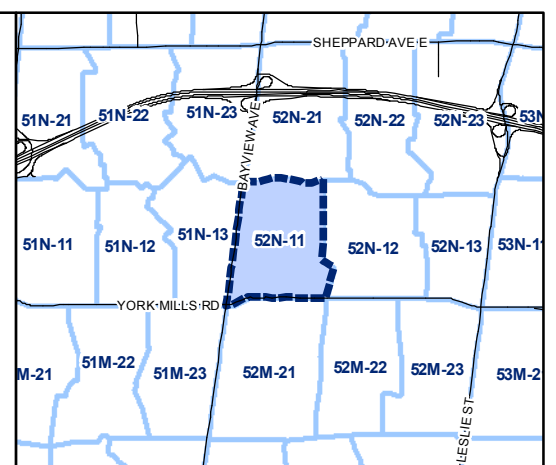 SHEPPARD AVE E
51N-21
51N-22
51N-23
52N-21
52N-22
52N-23
53N
BAYVIEW AVE
51N-11
51N-12
51N-13
52N-11
52N-12
52N-13
53N-1
YORK MILLS RD
M-21
51M-22
51M-23
52M-21
52M-22
52M-23
53M-2
LESLIE ST